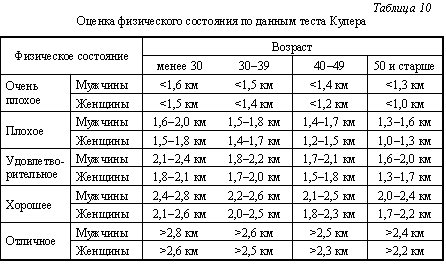 Таблица 10
Оценка физического состояния по данным теста Купера
Физическое состояние Возраст
менее 30 30–39 40–49 50 и старше
Очень плохое Мужчины <1,6 км <1,5 км <1,4 км <1,3 км
Женщины <1,5 км <1,4 км <1,2 км <1,0 км
Плохое Мужчины 1,6–2,0 км 1,5–1,8 км 1,4–1,7 км 1,3–1,6 км
Женщины 1,5–1,8 км 1,4–1,7 км 1,2–1,5 км 1,0–1,3 км
Удовлетво-рительное Мужчины 2,1–2,4 км 1,8–2,2 км 1,7–2,1 км 1,6–2,0 км
Женщины 1,8–2,1 км 1,7–2,0 км 1,5–1,8 км 1,3–1,7 км
Хорошее Мужчины 2,4–2,8 км 2,2–2,6 км 2,1–2,5 км 2,0–2,4 км
Женщины 2,1–2,6 км 2,0–2,5 км 1,8–2,3 км 1,7–2,2 км
Отличное Мужчины >2,8 км >2,6 км >2,5 км >2,4 км
Женщины >2,6 км >2,5 км >2,3 км >2,2 км